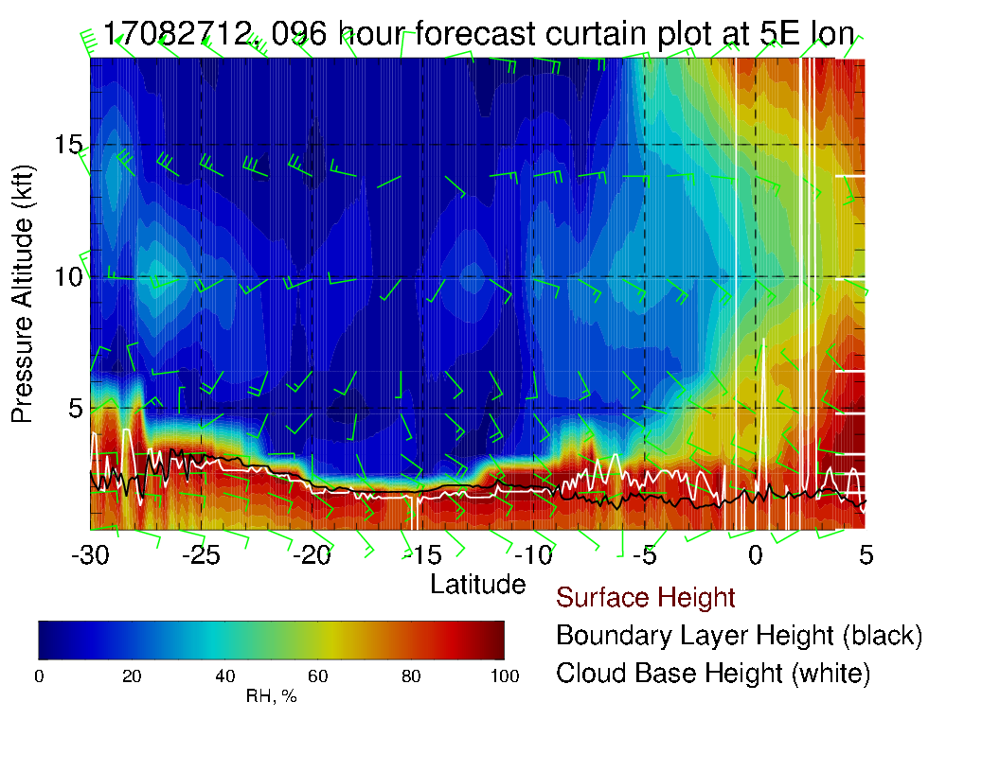 17082712, 096 hour forecast curtain plot at 5E lon
15
10
5
Pressure Altitude (kft)
-30 -25 -20 -15 -10 -5 0 5
Latitude
Surface Height
Boundary Layer Height (black)
Cloud Base Height (white)
0 20 40 60 80 100
RH, %